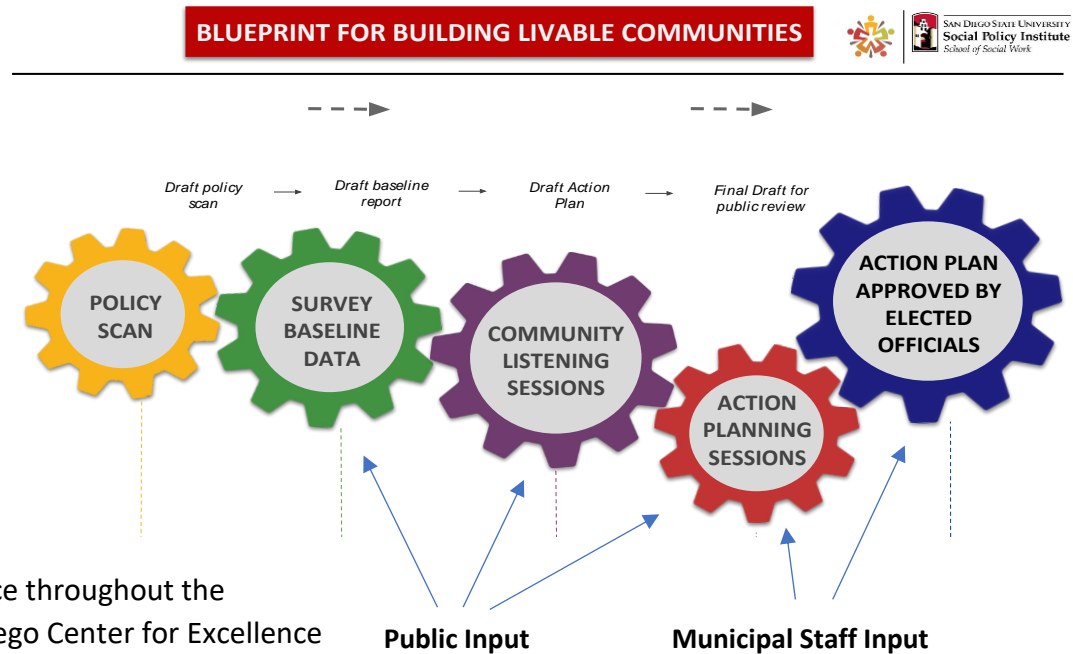 BLUEPRINT FOR BUILDING LIVABLE COMMUNITIES
SAN DIEGO STATE UNIVERSITY
Social Policy Institute
School of Social Work
Draft policy
scan
Draft baseline
report
Draft Action
Plan
Final Draft for
public review
POLICY
SCAN
SURVEY
BASELINE
DATA
COMMUNITY
LISTENING
SESSIONS
ACTION
PLANNING
SESSIONS
ACTION PLAN
APPROVED BY
ELECTED
OFFICIALS
ce throughout the
ego Center for Excellence
Public Input
Municipal Staff Input